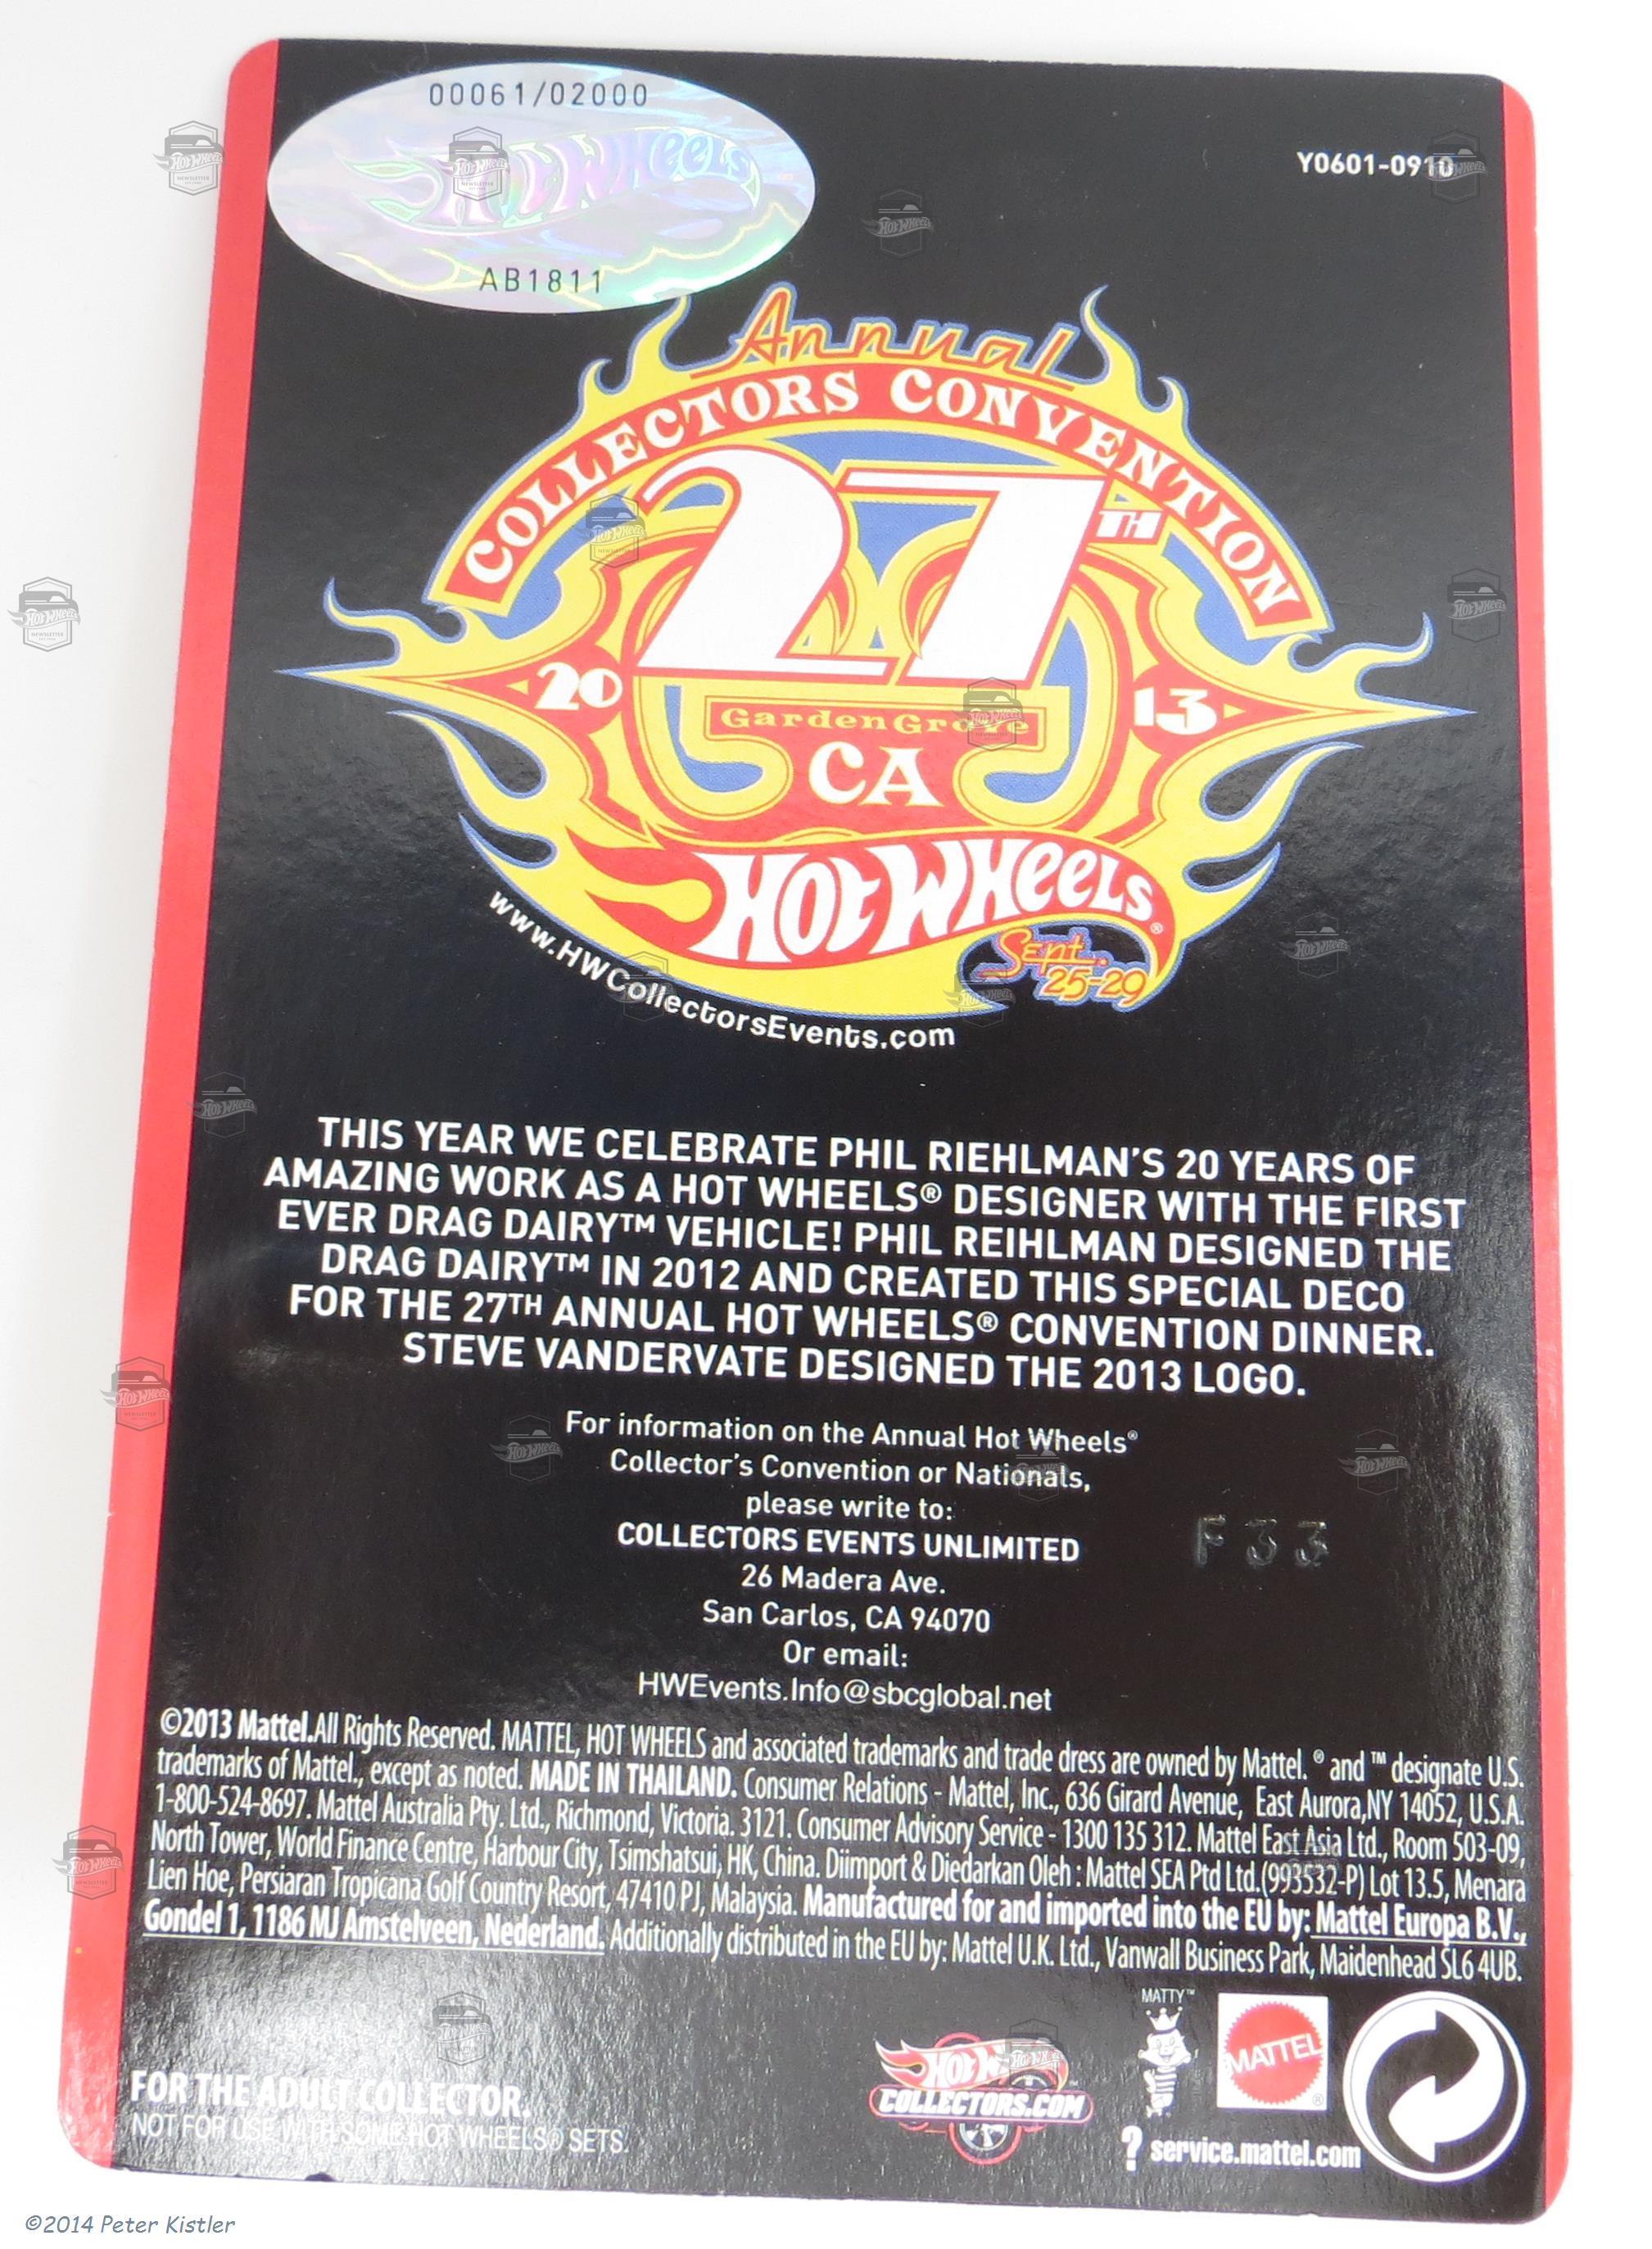 00061/02000
Hot Wheels
AB1811
Y0601-0910
Annual
COLLECTORS CONVENTION
27TH
20 13
Garden Grove
CA
Hot Wheels®
Sept. 25-29
www.HWCollectorsEvents.com
THIS YEAR WE CELEBRATE PHIL RIEHLMAN'S 20 YEARS OF
AMAZING WORK AS A HOT WHEELS® DESIGNER WITH THE FIRST
EVER DRAG DAIRY™ VEHICLE! PHIL REIHLMAN DESIGNED THE
DRAG DAIRY™ IN 2012 AND CREATED THIS SPECIAL DECO
FOR THE 27TH ANNUAL HOT WHEELS® CONVENTION DINNER.
STEVE VANDERVATE DESIGNED THE 2013 LOGO.
For information on the Annual Hot Wheels®
Collector's Convention or Nationals,
please write to:
COLLECTORS EVENTS UNLIMITED
26 Madera Ave.
San Carlos, CA 94070
Or email:
HWEvents.Info@sbcglobal.net
F33
©2013 Mattel.All Rights Reserved. MATTEL, HOT WHEELS and associated trademarks and trade dress are owned by Mattel. ® and ™ designate U.S.
trademarks of Mattel., except as noted. MADE IN THAILAND. Consumer Relations - Mattel, Inc., 636 Girard Avenue, East Aurora,NY 14052, U.S.A.
1-800-524-8697. Mattel Australia Pty. Ltd., Richmond, Victoria. 3121. Consumer Advisory Service - 1300 135 312. Mattel East Asia Ltd., Room 503-09,
North Tower, World Finance Centre, Harbour City, Tsimshatsui, HK, China. Diimport & Diedarkan Oleh : Mattel SEA Ptd Ltd.(993532-P) Lot 13.5, Menara
Lien Hoe, Persiaran Tropicana Golf Country Resort, 47410 PJ, Malaysia. Manufactured for and imported into the EU by: Mattel Europa B.V.,
Gondel 1, 1186 MJ Amstelveen, Nederland. Additionally distributed in the EU by: Mattel U.K. Ltd., Vanwall Business Park, Maidenhead SL6 4UB.
FOR THE ADULT COLLECTOR.
NOT FOR USE WITH SOME HOT WHEELS® SETS.
HOT WHEELS
COLLECTORS.COM
MATTY™
MATTEL®
? service.mattel.com
©2014 Peter Kistler